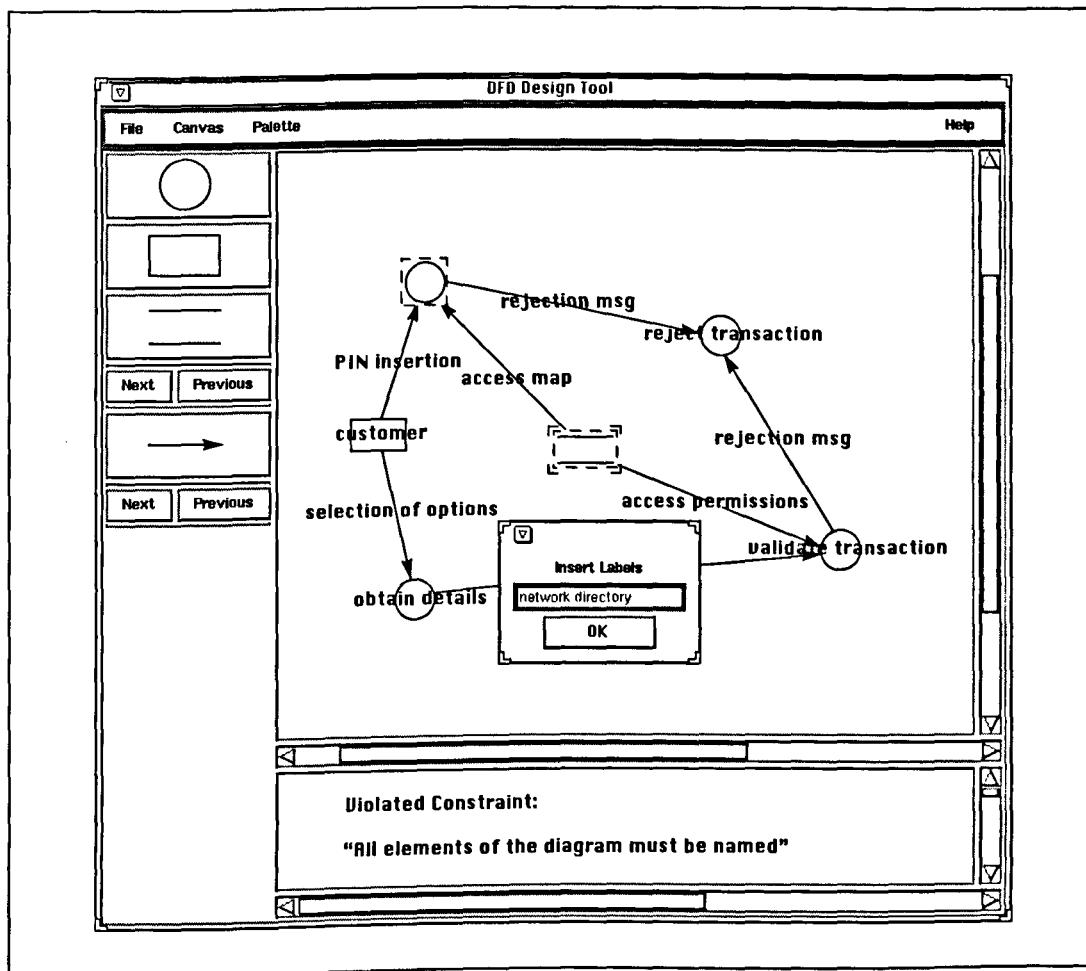 DFD Design Tool
File Canvas Palette Help
rejection msg
reject transaction
PIN insertion
access map
customer
rejection msg
Next Previous
selection of options
access permissions
Next Previous
validate transaction
Insert Labels
obtain details
network directory
OK
Violated Constraint:
“All elements of the diagram must be named”